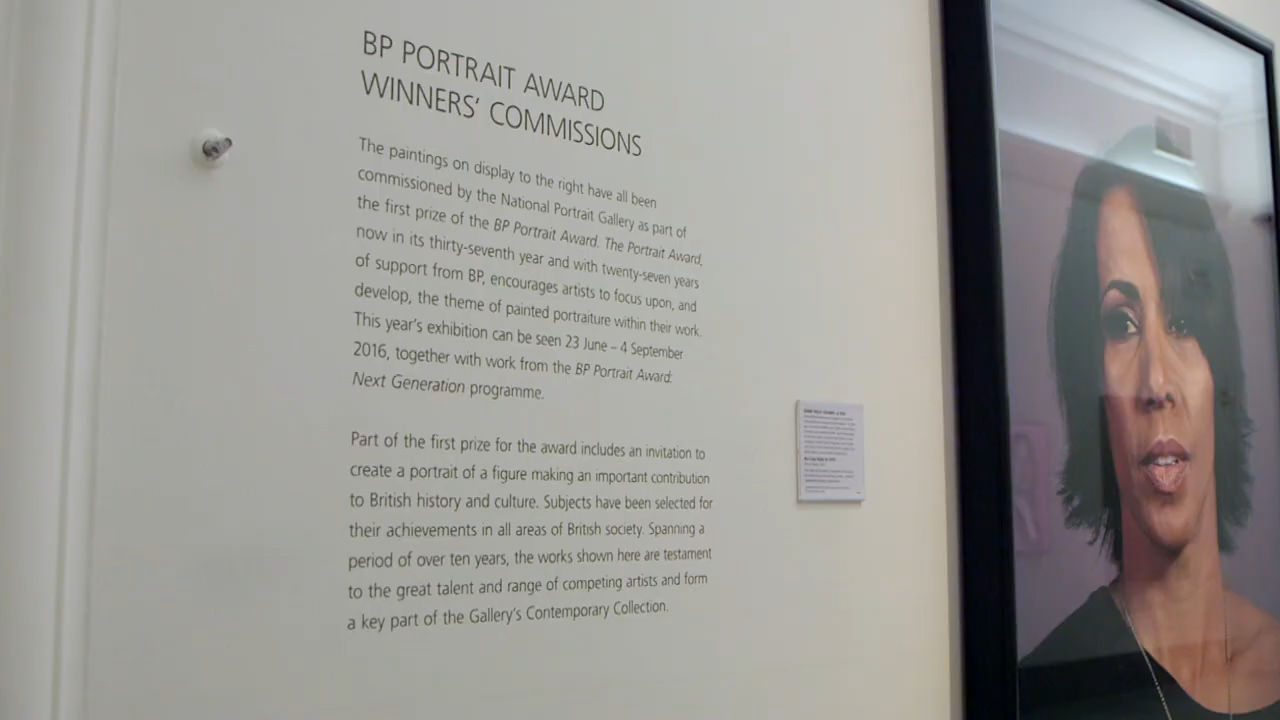 BP PORTRAIT AWARD
WINNERS' COMMISSIONS
The paintings on display to the right have all been
commissioned by the National Portrait Gallery as part of
the first prize of the BP Portrait Award. The Portrait Award,
now in its thirty-seventh year and with twenty-seven years
of support from BP, encourages artists to focus upon, and
develop, the theme of painted portraiture within their work.
This year's exhibition can be seen 23 June – 4 September
2016, together with work from the BP Portrait Award:
Next Generation programme.
Part of the first prize for the award includes an invitation to
create a portrait of a figure making an important contribution
to British history and culture. Subjects have been selected for
their achievements in all areas of British society. Spanning a
period of over ten years, the works shown here are testament
to the great talent and range of competing artists and form
a key part of the Gallery's Contemporary Collection.